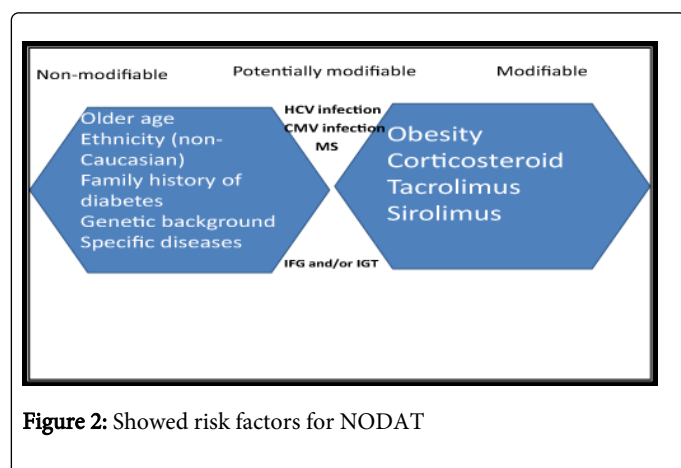 Non-modifiable
Potentially modifiable
Modifiable
Older age
Ethnicity (non-
Caucasian)
Family history of
diabetes
Genetic background
Specific diseases
HCV infection
CMV infection
MS
IFG and/or IGT
Obesity
Corticosteroid
Tacrolimus
Sirolimus
Figure 2: Showed risk factors for NODAT